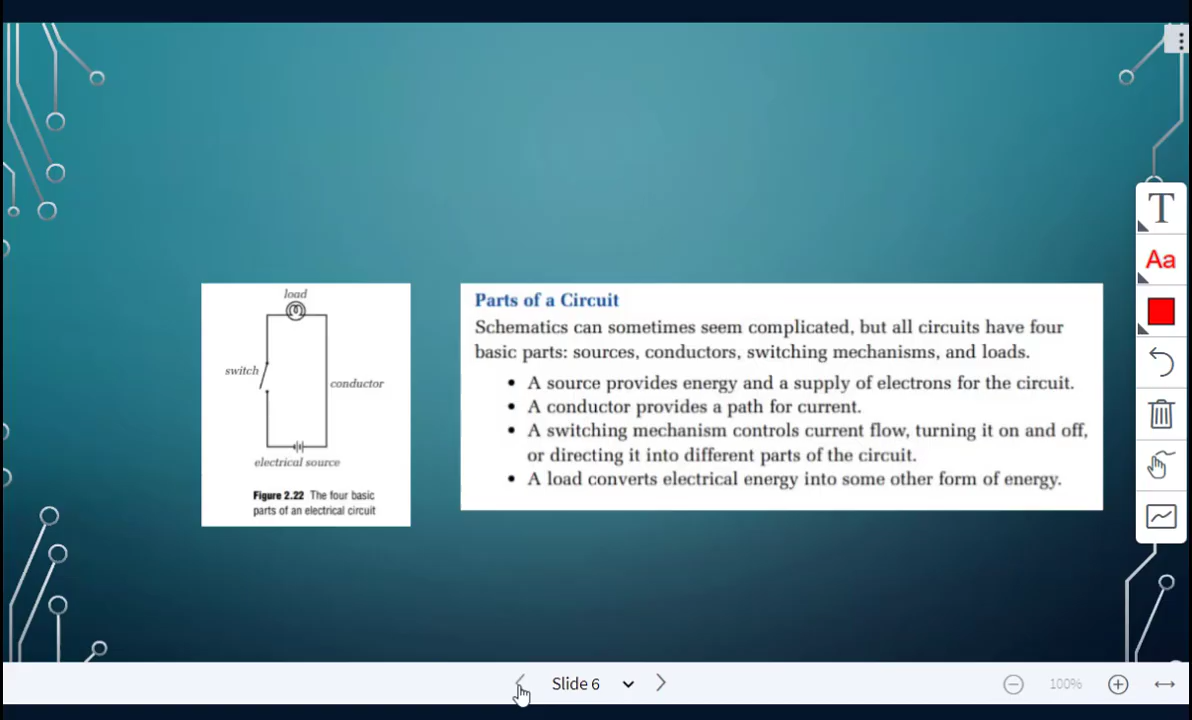 load
switch
conductor
electrical source
Figure 2.22 The four basic
parts of an electrical circuit
Parts of a Circuit
Schematics can sometimes seem complicated, but all circuits have four
basic parts: sources, conductors, switching mechanisms, and loads.
• A source provides energy and a supply of electrons for the circuit.
• A conductor provides a path for current.
• A switching mechanism controls current flow, turning it on and off,
or directing it into different parts of the circuit.
• A load converts electrical energy into some other form of energy.
T
Aa
Slide 6
100%